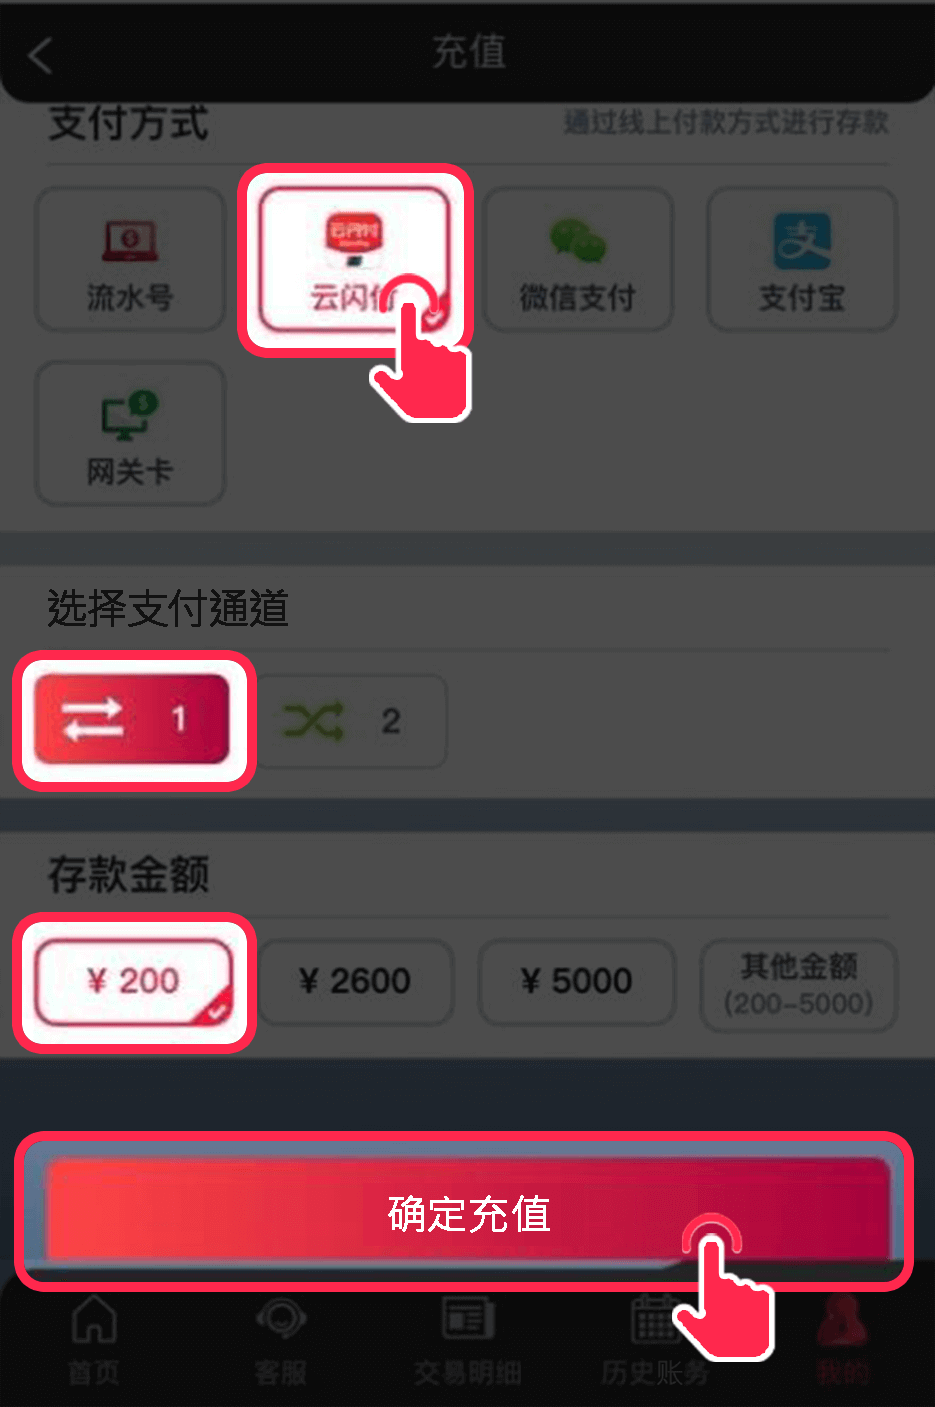 充值
支付方式
通过线上付款方式进行存款
流水号
云闪付
云闪
微信支付
支付宝
网关卡
选择支付通道
1
2
存款金额
¥ 200
¥ 2600
¥ 5000
其他金额
(200-5000)
确定充值
首页
客服
交易明细
历史账务
我的